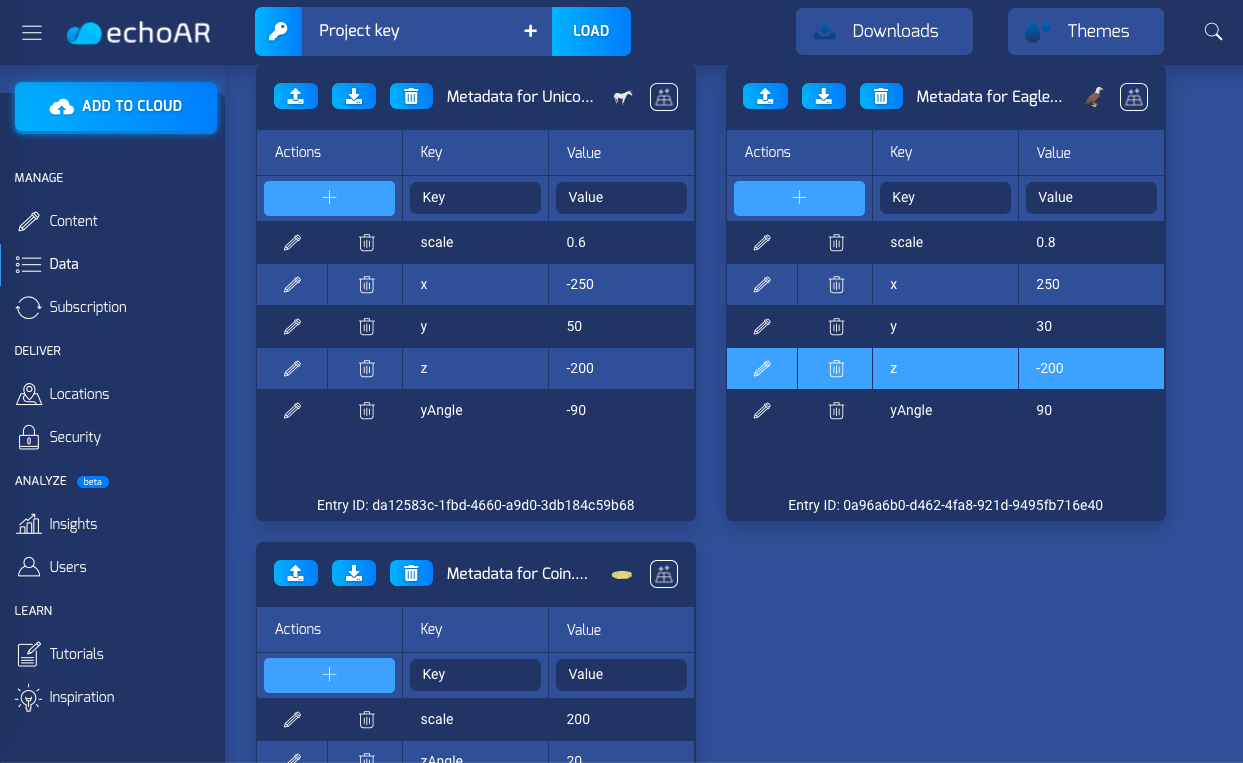 echoAR
Project key
+
LOAD
Downloads
Themes
ADD TO CLOUD
MANAGE
Content
Data
Subscription
DELIVER
Locations
Security
ANALYZE beta
Insights
Users
LEARN
Tutorials
Inspiration
Metadata for Unico...
Actions Key Value
+ Key Value
scale 0.6
x -250
y 50
z -200
yAngle -90
Entry ID: da12583c-1fbd-4660-a9d0-3db184c59b68
Metadata for Eagle...
Actions Key Value
+ Key Value
scale 0.8
x 250
y 30
z -200
yAngle 90
Entry ID: 0a96a6b0-d462-4fa8-921d-9495fb716e40
Metadata for Coin....
Actions Key Value
+ Key Value
scale 200
zAngle 20